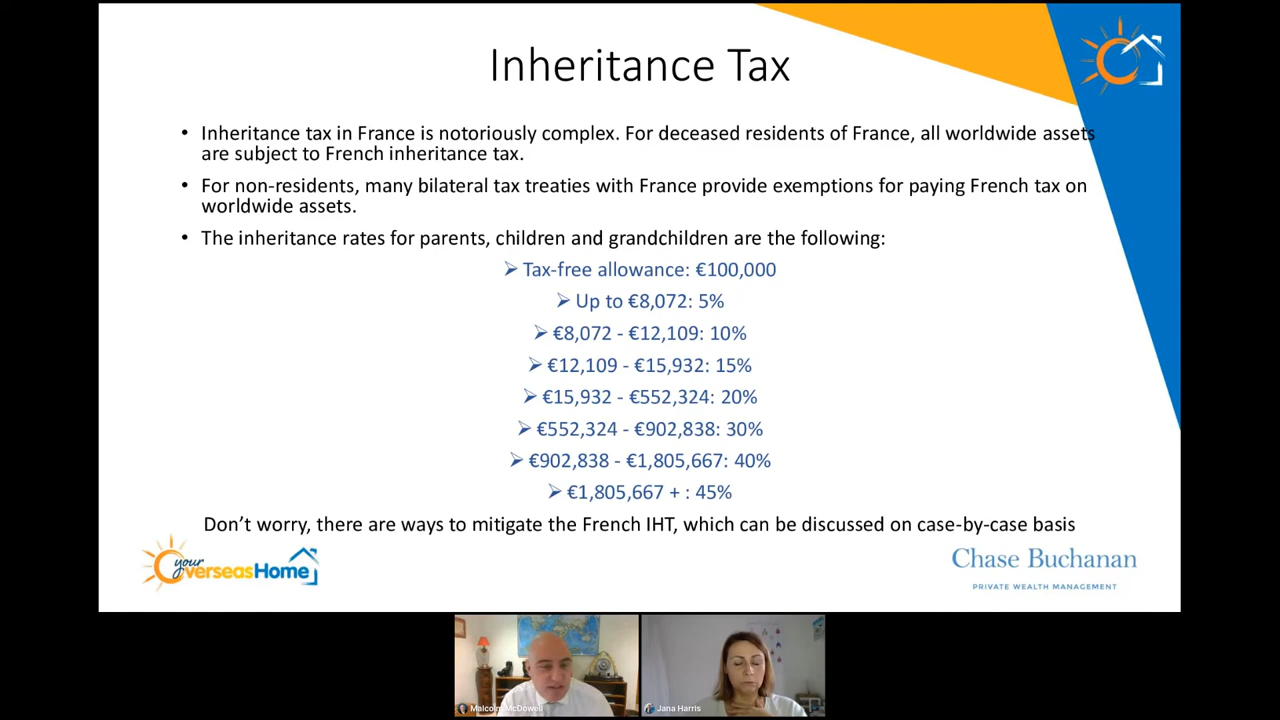 Inheritance Tax
• Inheritance tax in France is notoriously complex. For deceased residents of France, all worldwide assets
are subject to French inheritance tax.
• For non-residents, many bilateral tax treaties with France provide exemptions for paying French tax on
worldwide assets.
• The inheritance rates for parents, children and grandchildren are the following:
➢ Tax-free allowance: €100,000
➢ Up to €8,072: 5%
➢ €8,072 - €12,109: 10%
➢ €12,109 - €15,932: 15%
➢ €15,932 - €552,324: 20%
➢ €552,324 - €902,838: 30%
➢ €902,838 - €1,805,667: 40%
➢ €1,805,667 + : 45%
Don’t worry, there are ways to mitigate the French IHT, which can be discussed on case-by-case basis
your
OverseasHome
Chase Buchanan
PRIVATE WEALTH MANAGEMENT
Malcolm McDowell
Jana Harris